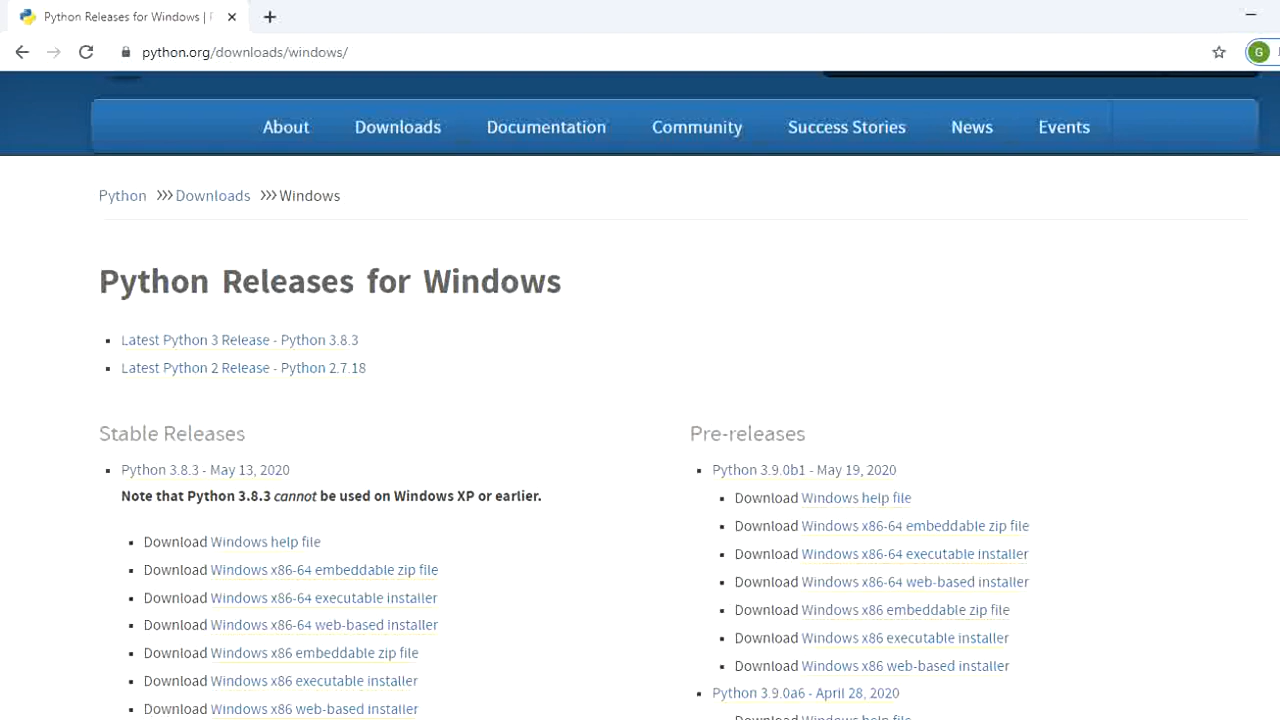 Python Releases for Windows |
python.org/downloads/windows/
G
About Downloads Documentation Community Success Stories News Events
Python >>> Downloads >>> Windows
Python Releases for Windows
Latest Python 3 Release - Python 3.8.3
Latest Python 2 Release - Python 2.7.18
Stable Releases
Python 3.8.3 - May 13, 2020
Note that Python 3.8.3 cannot be used on Windows XP or earlier.
Download Windows help file
Download Windows x86-64 embeddable zip file
Download Windows x86-64 executable installer
Download Windows x86-64 web-based installer
Download Windows x86 embeddable zip file
Download Windows x86 executable installer
Download Windows x86 web-based installer
Pre-releases
Python 3.9.0b1 - May 19, 2020
Download Windows help file
Download Windows x86-64 embeddable zip file
Download Windows x86-64 executable installer
Download Windows x86-64 web-based installer
Download Windows x86 embeddable zip file
Download Windows x86 executable installer
Download Windows x86 web-based installer
Python 3.9.0a6 - April 28, 2020
Download Windows help file